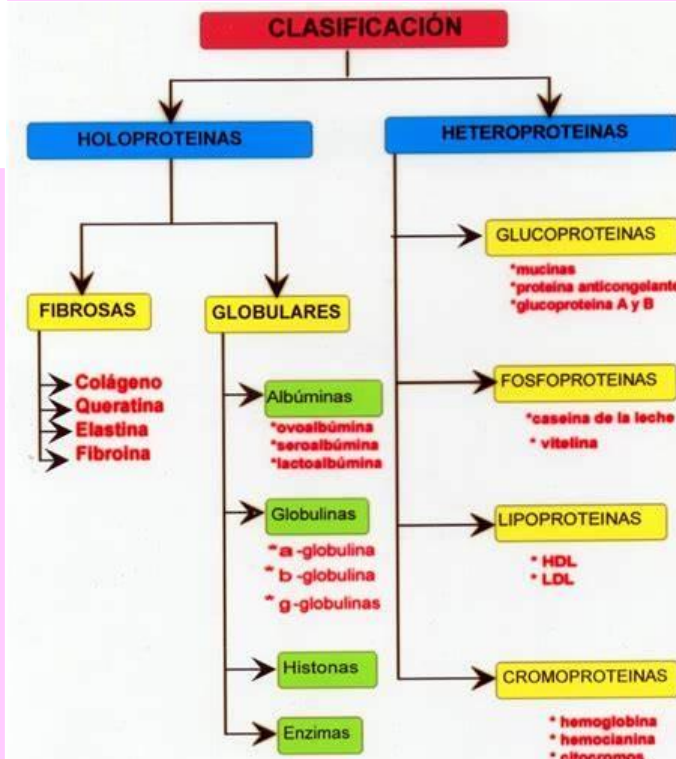 CLASIFICACIÓN
HOLOPROTEINAS
HETEROPROTEINAS
FIBROSAS
Colágeno
Queratina
Elastina
Fibroina
GLOBULARES
Albúminas
*ovoalbúmina
*seroalbúmina
*lactoalbúmina
Globulinas
*a-globulina
*b-globulina
*g-globulinas
Histonas
Enzimas
GLUCOPROTEINAS
*mucinas
*proteina anticongelante
*glucoproteina A y B
FOSFOPROTEINAS
*caseina de la leche
* vitelina
LIPOPROTEINAS
* HDL
* LDL
CROMOPROTEINAS
* hemoglobina
* hemocianina
* citocromos